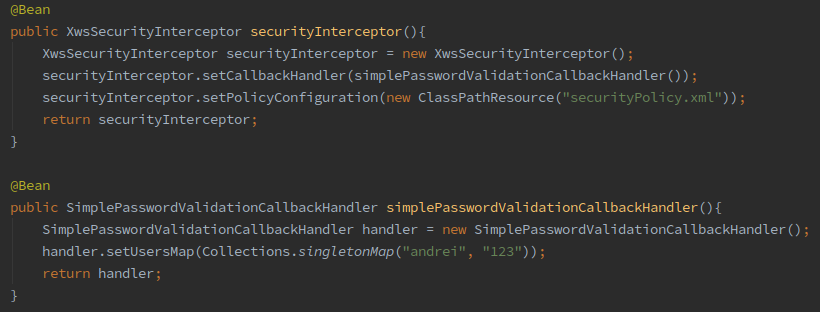 @Bean
public XwsSecurityInterceptor securityInterceptor(){
    XwsSecurityInterceptor securityInterceptor = new XwsSecurityInterceptor();
    securityInterceptor.setCallbackHandler(simplePasswordValidationCallbackHandler());
    securityInterceptor.setPolicyConfiguration(new ClassPathResource("securityPolicy.xml"));
    return securityInterceptor;
}
@Bean
public SimplePasswordValidationCallbackHandler simplePasswordValidationCallbackHandler(){
    SimplePasswordValidationCallbackHandler handler = new SimplePasswordValidationCallbackHandler();
    handler.setUsersMap(Collections.singletonMap("andrei", "123"));
    return handler;
}